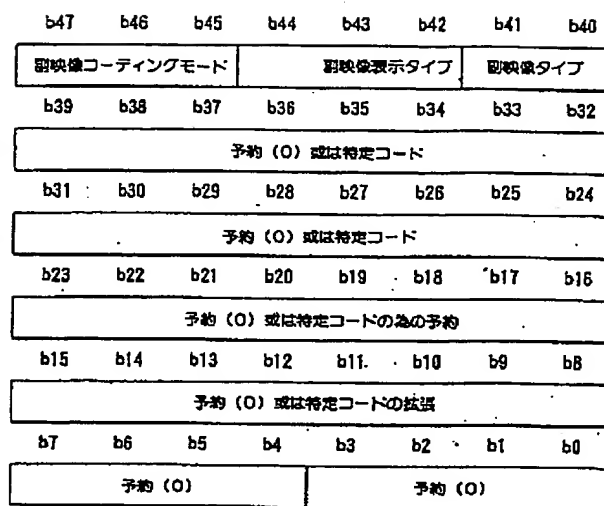 b47 b46 b45 b44 b43 b42 b41 b40
副映像コーディングモード 副映像表示タイプ 副映像タイプ
b39 b38 b37 b36 b35 b34 b33 b32
予約（0）或は特定コード
b31 b30 b29 b28 b27 b26 b25 b24
予約（0）或は特定コード
b23 b22 b21 b20 b19 b18 b17 b16
予約（0）或は特定コードの為の予約
b15 b14 b13 b12 b11 b10 b9 b8
予約（0）或は特定コードの拡張
b7 b6 b5 b4 b3 b2 b1 b0
予約（0） 予約（0）